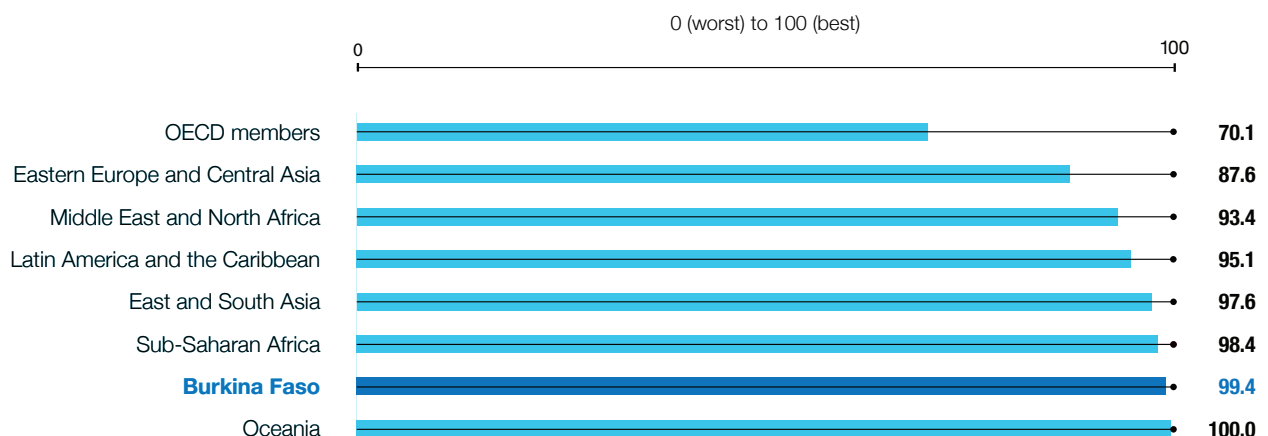 0 (worst) to 100 (best)
0 100
OECD members 70.1
Eastern Europe and Central Asia 87.6
Middle East and North Africa 93.4
Latin America and the Caribbean 95.1
East and South Asia 97.6
Sub-Saharan Africa 98.4
Burkina Faso 99.4
Oceania 100.0